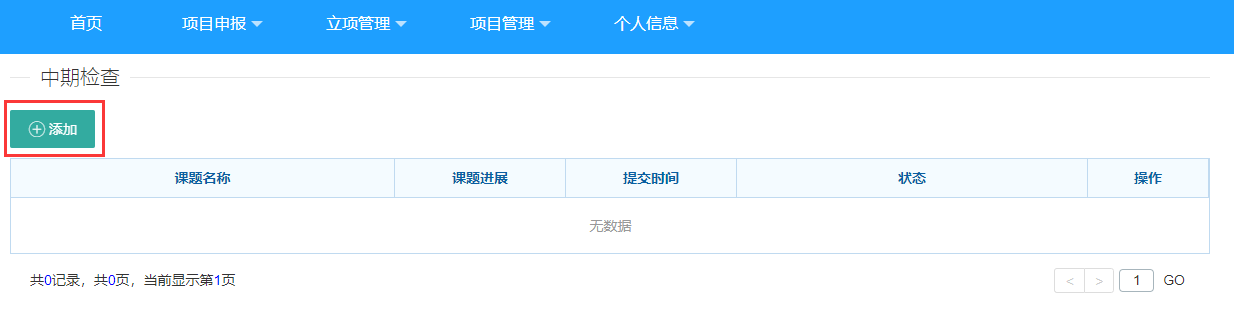 首页 项目申报 立项管理 项目管理 个人信息
中期检查
添加
课题名称 课题进展 提交时间 状态 操作
无数据
共0记录，共0页，当前显示第1页 < > 1 GO